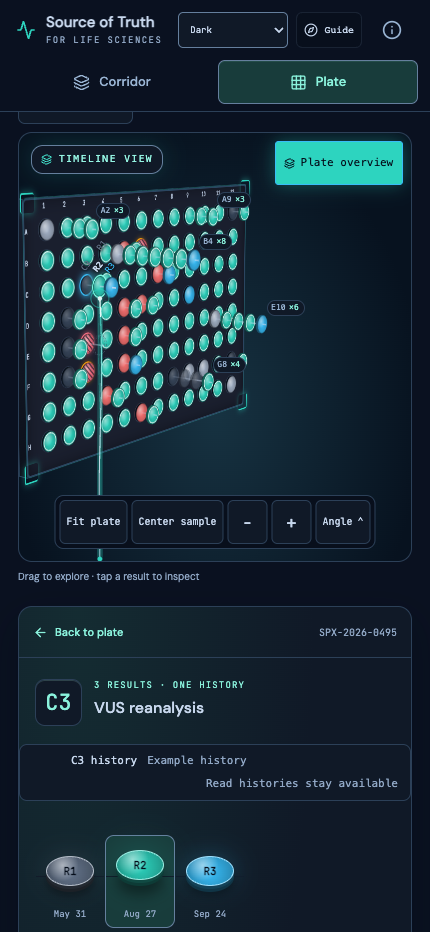 Source of Truth
FOR LIFE SCIENCES
Dark
Guide
Corridor
Plate
TIMELINE VIEW
Plate overview
1 2 3 4 5 6 7 8 9 10
A9 ×3
A2 ×3
A
B4 ×8
B
R2
R3
C
E10 ×6
D
E
G8 ×4
F
G
H
Fit plate
Center sample
-
+
Angle ^
Drag to explore · tap a result to inspect
← Back to plate
SPX-2026-0495
C3
3 RESULTS · ONE HISTORY
VUS reanalysis
C3 history Example history
Read histories stay available
R1
R2
R3
May 31
Aug 27
Sep 24